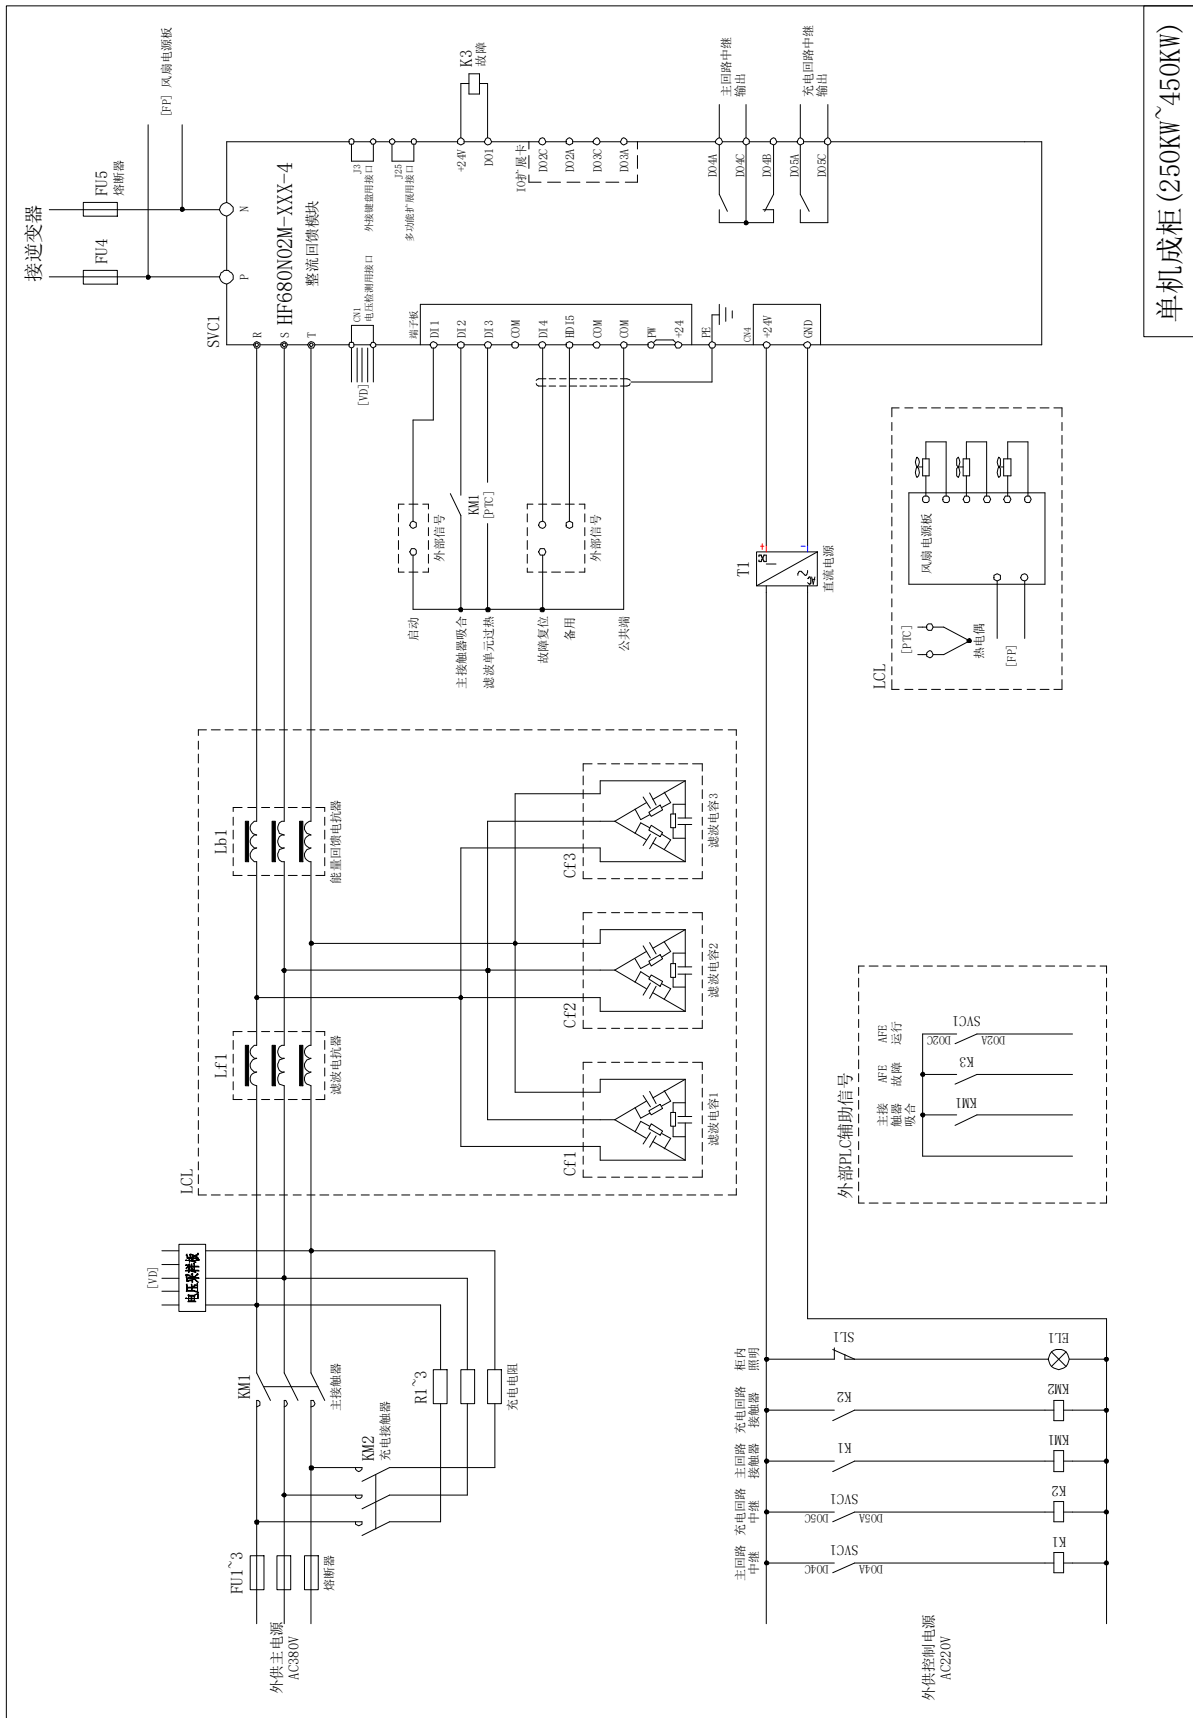 单机成柜(250KW~450KW)
接逆变器
FU5
熔断器
FU4
[FP] 风扇电源板
N
P
SVC1
HF680N02M-XXX-4
整流回馈模块
R
S
T
J3
外接键盘用接口
J25
多功能扩展用接口
K3
故障
+24V
DO1
IO扩展卡
DO2C
DO2A
DO3C
DO3A
主回路中继
输出
充电回路中继
输出
DO4A
DO4C
DO4B
DO5A
DO5C
CN1
电压检测用接口
[VD]
端子板
DI1
DI2
DI3
COM
DI4
HDI5
COM
COM
PW
+24
PE
CN4
+24V
GND
外部信号
KM1
[PTC]
外部信号
启动
主接触器吸合
滤波单元过热
故障复位
备用
公共端
T1
+
-
直流电源
LCL
[PTC]
热电偶
[FP]
风扇电源板
LCL
Lb1
能量回馈电抗器
Lf1
滤波电抗器
Cf3
滤波电容3
Cf2
滤波电容2
Cf1
滤波电容1
[VD]
电压采样板
KM1
主接触器
R1~3
充电电阻
KM2
充电接触器
FU1~3
熔断器
外供主电源
AC380V
外部PLC辅助信号
主接
触器
吸合
AFE
故障
AFE
运行
KM1
K3
SVC1
DO2C
DO2A
柜内
照明
充电回路
接触器
主回路
接触器
充电回路
中继
主回路
中继
SL1
EL1
K2
KM2
K1
KM1
SVC1
DO5C
DO5A
K2
SVC1
DO4C
DO4A
K1
外供控制电源
AC220V